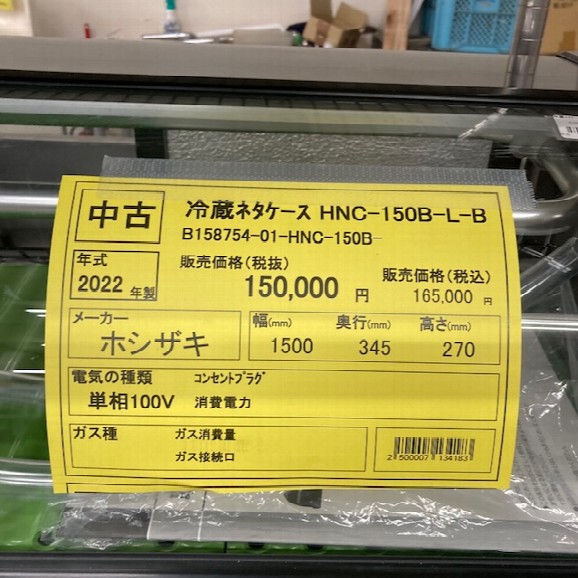 中古
冷蔵ネタケース HNC-150B-L-B
B158754-01-HNC-150B-
年式
2022 年製
販売価格(税抜)
150,000 円
販売価格(税込)
165,000 円
メーカー
ホシザキ
幅(mm) 奥行(mm) 高さ(mm)
1500 345 270
電気の種類
単相100V
コンセントプラグ
消費電力
ガス種
ガス消費量
ガス接続口
2 500007 134183